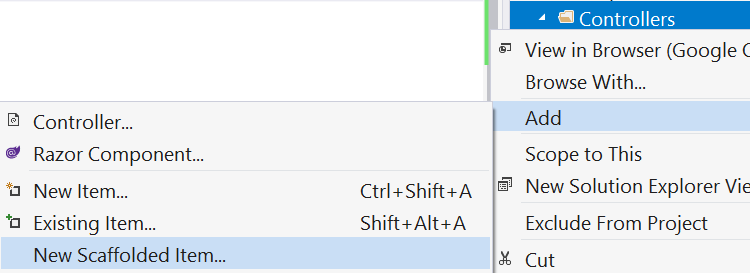 Controllers
View in Browser (Google
Browse With...
Add
Scope to This
New Solution Explorer
Exclude From Project
Cut
Controller...
Razor Component...
New Item... Ctrl+Shift+A
Existing Item... Shift+Alt+A
New Scaffolded Item...